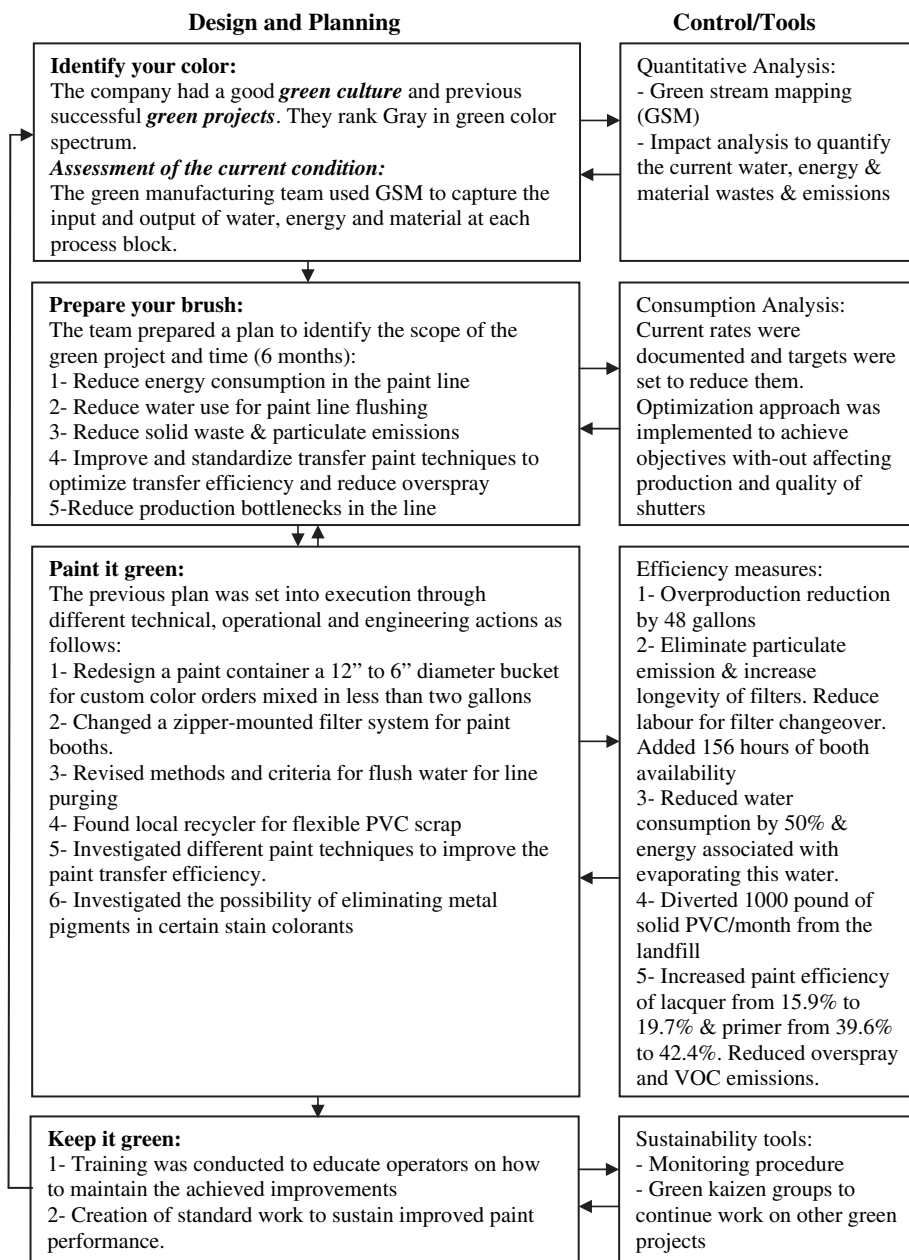 Design and Planning
Control/Tools
Identify your color:
The company had a good green culture and previous
successful green projects. They rank Gray in green color
spectrum.
Assessment of the current condition:
The green manufacturing team used GSM to capture the
input and output of water, energy and material at each
process block.
Quantitative Analysis:
- Green stream mapping
(GSM)
- Impact analysis to quantify
the current water, energy &
material wastes & emissions
Prepare your brush:
The team prepared a plan to identify the scope of the
green project and time (6 months):
1- Reduce energy consumption in the paint line
2- Reduce water use for paint line flushing
3- Reduce solid waste & particulate emissions
4- Improve and standardize transfer paint techniques to
optimize transfer efficiency and reduce overspray
5-Reduce production bottlenecks in the line
Consumption Analysis:
Current rates were
documented and targets were
set to reduce them.
Optimization approach was
implemented to achieve
objectives with-out affecting
production and quality of
shutters
Paint it green:
The previous plan was set into execution through
different technical, operational and engineering actions as
follows:
1- Redesign a paint container a 12” to 6” diameter bucket
for custom color orders mixed in less than two gallons
2- Changed a zipper-mounted filter system for paint
booths.
3- Revised methods and criteria for flush water for line
purging
4- Found local recycler for flexible PVC scrap
5- Investigated different paint techniques to improve the
paint transfer efficiency.
6- Investigated the possibility of eliminating metal
pigments in certain stain colorants
Efficiency measures:
1- Overproduction reduction
by 48 gallons
2- Eliminate particulate
emission & increase
longevity of filters. Reduce
labour for filter changeover.
Added 156 hours of booth
availability
3- Reduced water
consumption by 50% &
energy associated with
evaporating this water.
4- Diverted 1000 pound of
solid PVC/month from the
landfill
5- Increased paint efficiency
of lacquer from 15.9% to
19.7% & primer from 39.6%
to 42.4%. Reduced overspray
and VOC emissions.
Keep it green:
1- Training was conducted to educate operators on how
to maintain the achieved improvements
2- Creation of standard work to sustain improved paint
performance.
Sustainability tools:
- Monitoring procedure
- Green kaizen groups to
continue work on other green
projects